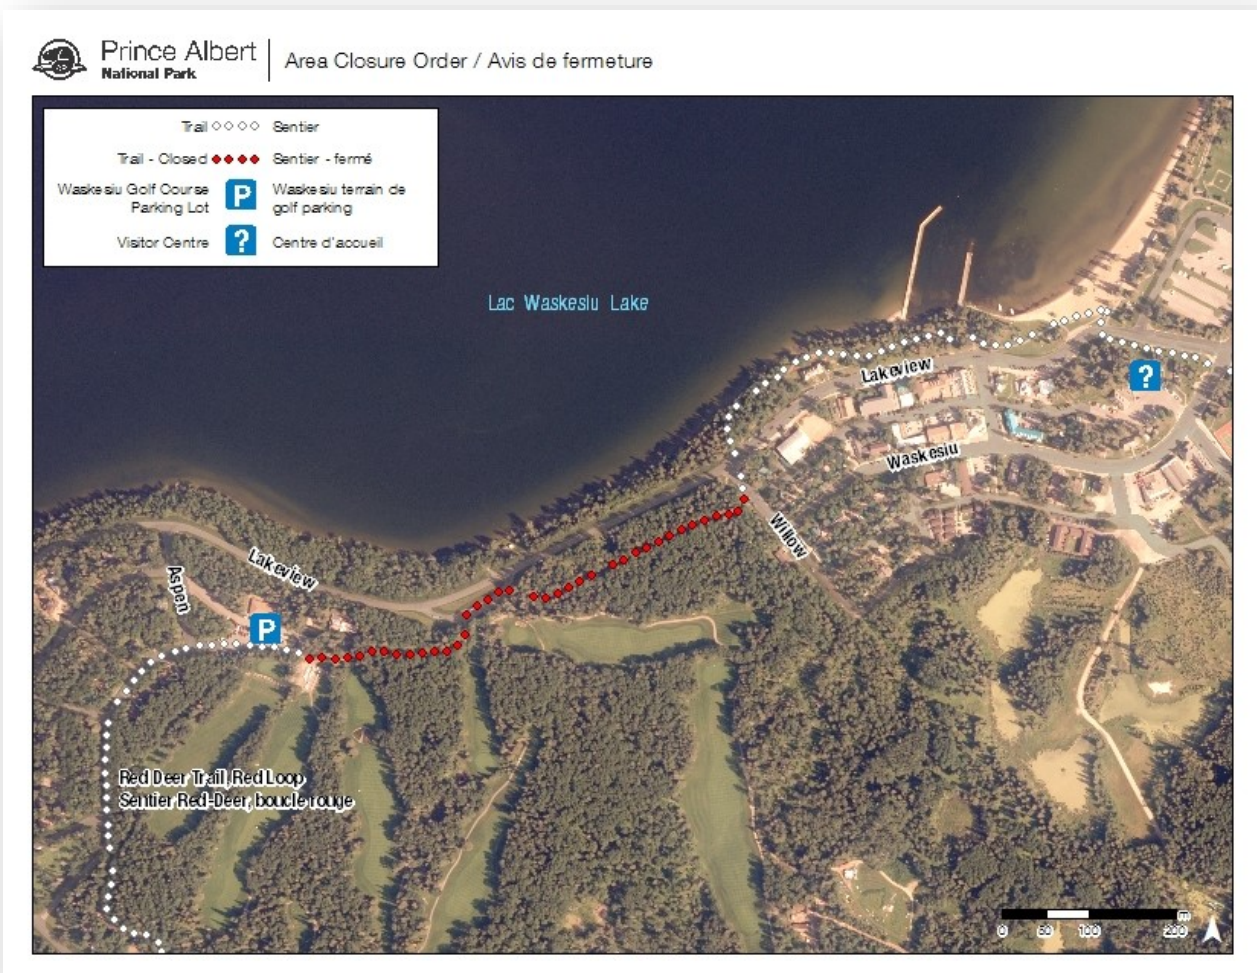 Prince Albert
National Park
Area Closure Order / Avis de fermeture
Trail Sentier
Trail - Closed Sentier - fermé
Waskesiu Golf Course Waskesiu terrain de
Parking Lot P golf parking
Visitor Centre ? Centre d'accueil
Lac Waskesiu Lake
Lakeview
?
Waskesiu
Willow
Lakeview
Aspen
P
Red Deer Trail, Red Loop
Sentier Red-Deer, boucle rouge
m
0 50 100 200